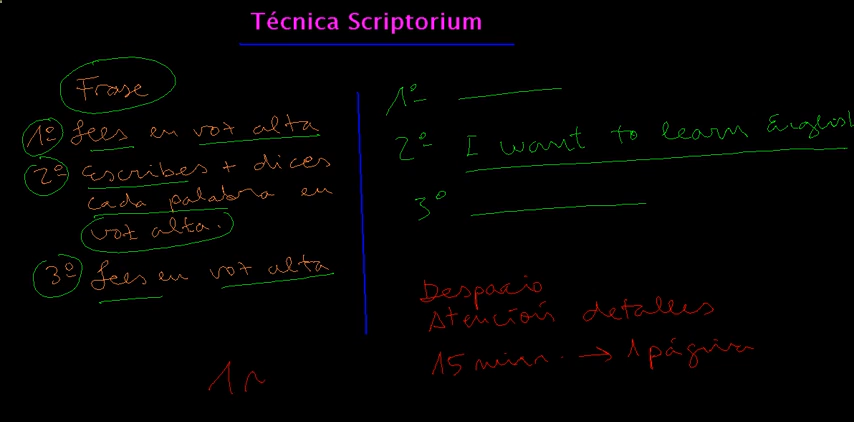 Técnica Scriptorium
Frase
1º Lees en voz alta
2º Escribes + dices
cada palabra en
voz alta.
3º Lees en voz alta
1º
2º I want to learn English
3º
Despacio
Atención detalles
15 min. → 1 página